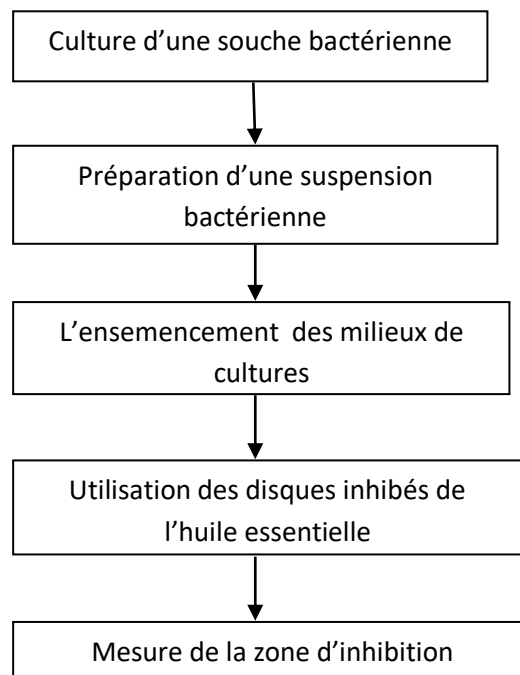 Culture d’une souche bactérienne
Préparation d’une suspension
bactérienne
L’ensemencement des milieux de
cultures
Utilisation des disques inhibés de
l’huile essentielle
Mesure de la zone d’inhibition